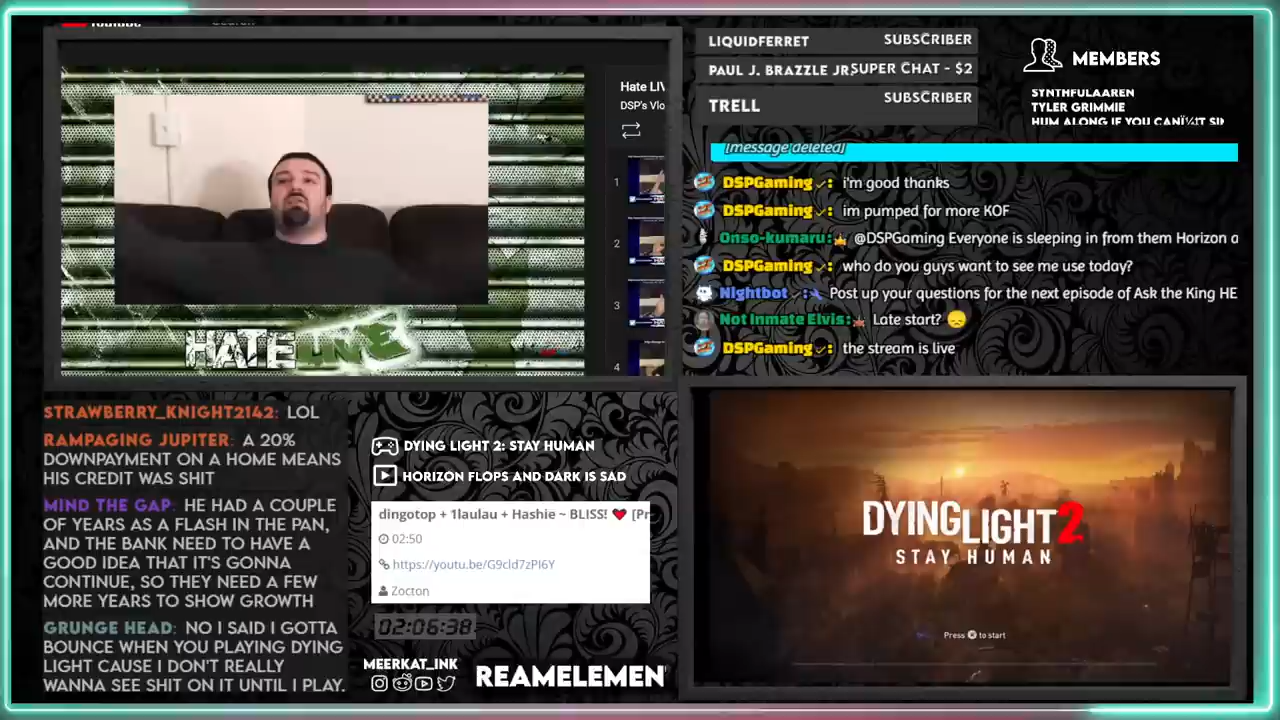 Hate LIV
DSP's Vlo
1
2
3
4
HATE LIVE
LIQUIDFERRET SUBSCRIBER
PAUL J. BRAZZLE JR. SUPER CHAT - $2
TRELL SUBSCRIBER
MEMBERS
SYNTHFULAAREN
TYLER GRIMMIE
[message deleted]
DSPGaming: i'm good thanks
DSPGaming: im pumped for more KOF
Onso-kumaru: @DSPGaming Everyone is sleeping in from them Horizon a
DSPGaming: who do you guys want to see me use today?
Nightbot: Post up your questions for the next episode of Ask the King HE
Not Inmate Elvis: Late start? 😞
DSPGaming: the stream is live
STRAWBERRY_KNIGHT2142: LOL
RAMPAGING JUPITER: A 20%
DOWNPAYMENT ON A HOME MEANS
HIS CREDIT WAS SHIT
MIND THE GAP: HE HAD A COUPLE
OF YEARS AS A FLASH IN THE PAN,
AND THE BANK NEED TO HAVE A
GOOD IDEA THAT IT'S GONNA
CONTINUE, SO THEY NEED A FEW
MORE YEARS TO SHOW GROWTH
GRUNGE HEAD: NO I SAID I GOTTA
BOUNCE WHEN YOU PLAYING DYING
LIGHT CAUSE I DON'T REALLY
WANNA SEE SHIT ON IT UNTIL I PLAY.
DYING LIGHT 2: STAY HUMAN
HORIZON FLOPS AND DARK IS SAD
dingotop + 1laulau + Hashie ~ BLISS! ❤ [Pr
02:50
https://youtu.be/G9cld7zPI6Y
Zocton
02:06:38
MEERKAT_INK
REAMELEMEN
DYING LIGHT 2
STAY HUMAN
Press to start